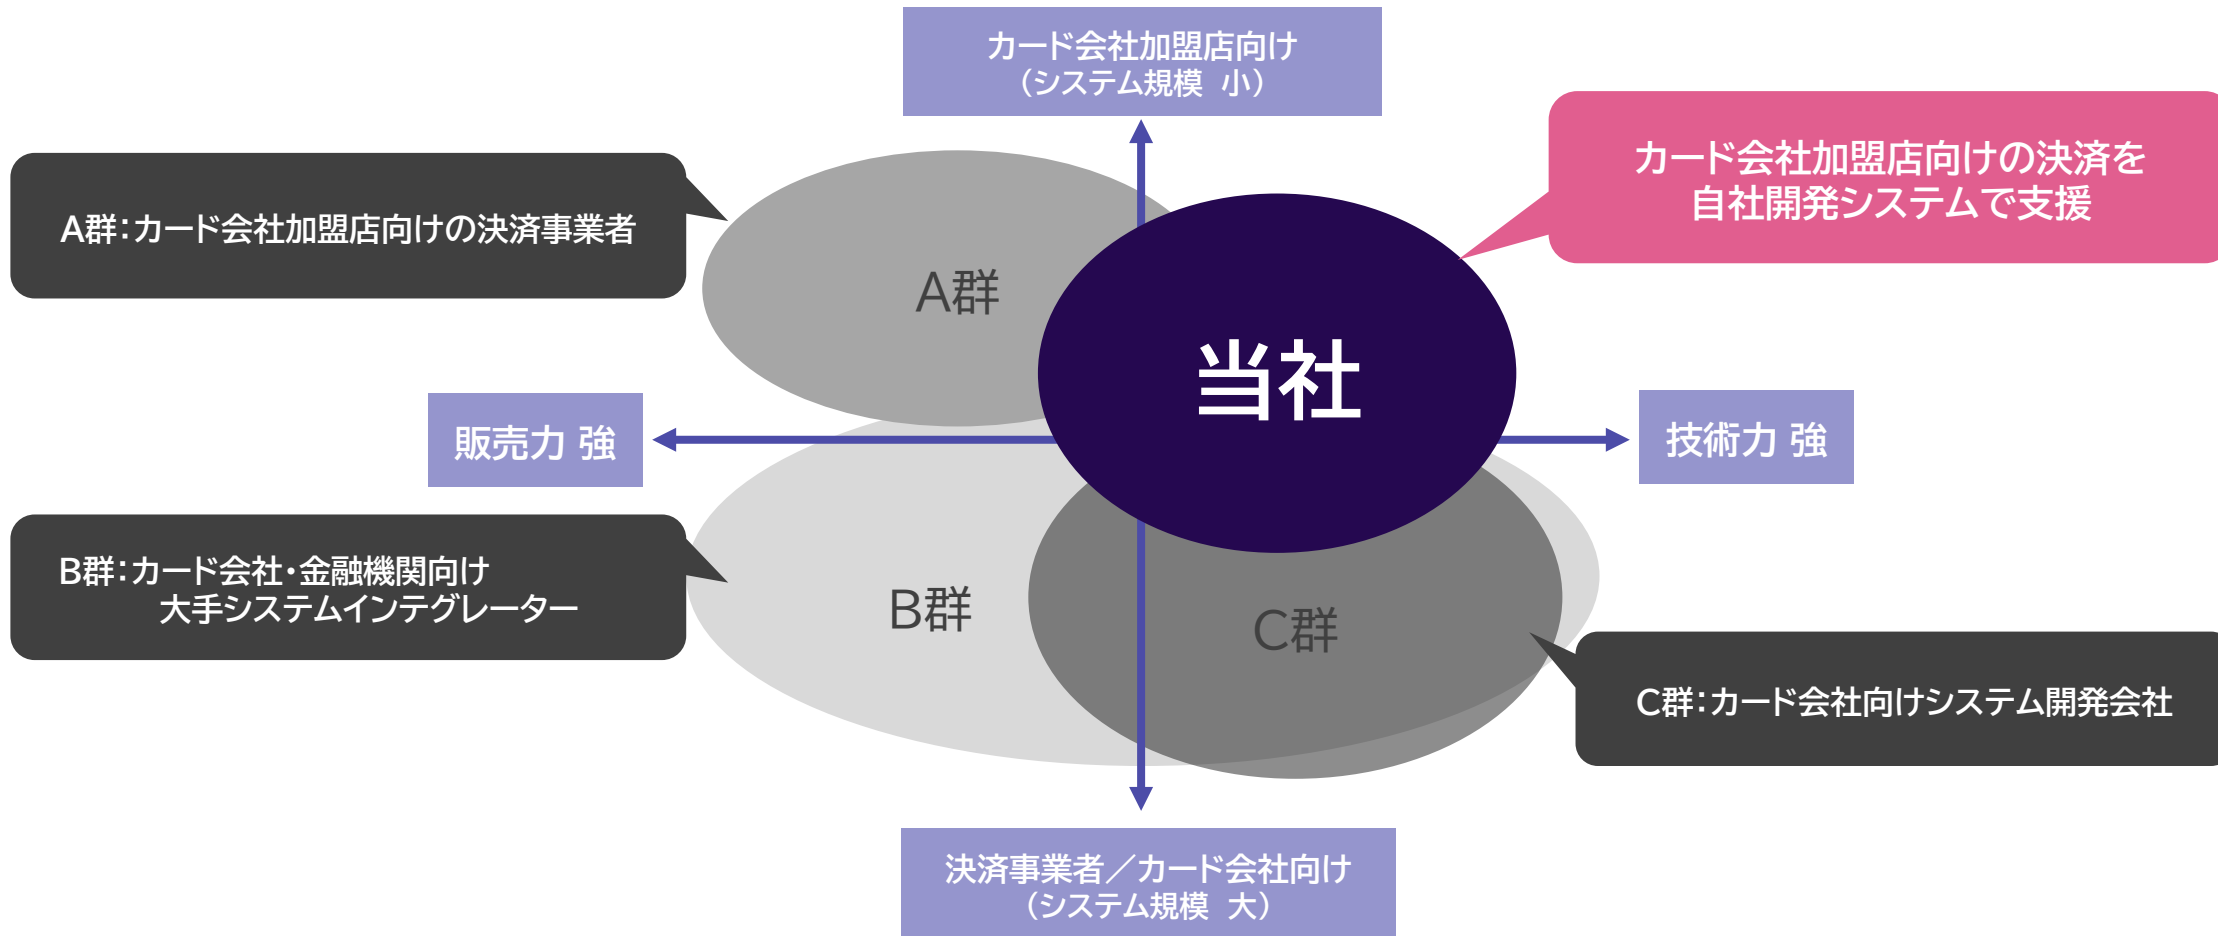 カード会社加盟店向け
（システム規模 小）
カード会社加盟店向けの決済を
自社開発システムで支援
A群：カード会社加盟店向けの決済事業者
A群
当社
販売力 強
技術力 強
B群：カード会社・金融機関向け
大手システムインテグレーター
B群
C群
C群：カード会社向けシステム開発会社
決済事業者／カード会社向け
（システム規模 大）